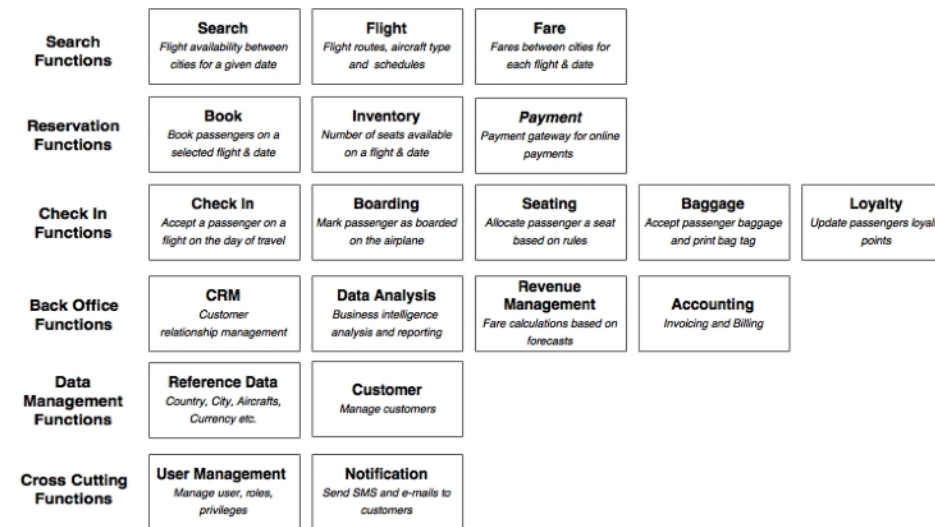 Search Functions
Search
Flight availability between
cities for a given date
Flight
Flight routes, aircraft type
and schedules
Fare
Fares between cities for
each flight & date
Reservation
Functions
Book
Book passengers on a
selected flight & date
Inventory
Number of seats available
on a flight & date
Payment
Payment gateway for online
payments
Check In
Functions
Check In
Accept a passenger on a
flight on the day of travel
Boarding
Mark passenger as boarded
on the airplane
Seating
Allocate passenger a seat
based on rules
Baggage
Accept passenger baggage
and print bag tag
Loyalty
Update passengers
points
Back Office
Functions
CRM
Customer
relationship management
Data Analysis
Business intelligence
analysis and reporting
Revenue
Management
Fare calculations based on
forecasts
Accounting
Invoicing and Billing
Data
Management
Functions
Reference Data
Country, City, Aircrafts,
Currency etc.
Customer
Manage customers
Cross Cutting
Functions
User Management
Manage user, roles,
privileges
Notification
Send SMS and e-mails to
customers